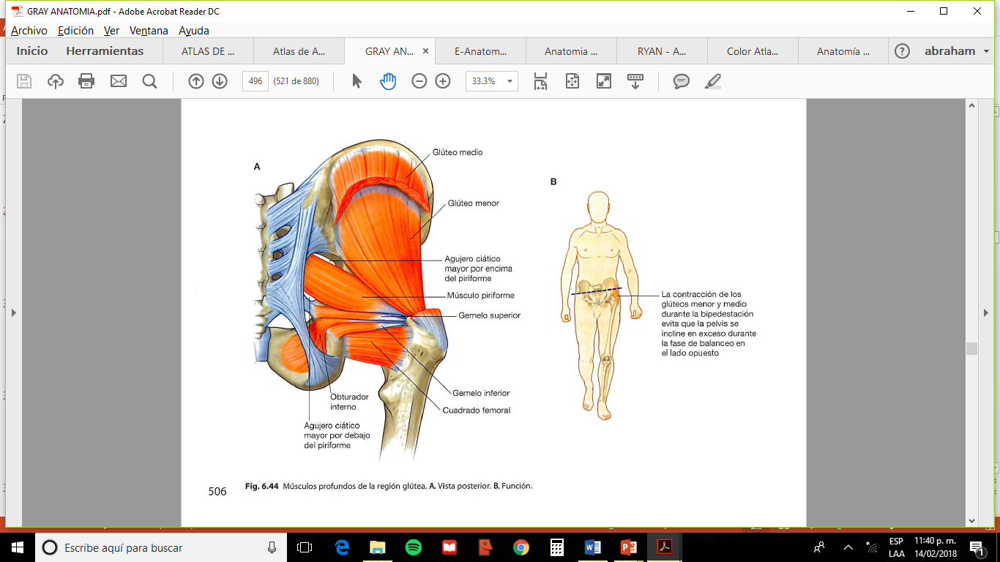 GRAY ANATOMIA.pdf - Adobe Acrobat Reader DC
Archivo Edición Ver Ventana Ayuda
Inicio Herramientas ATLAS DE ... Atlas de A... GRAY AN... × E-Anatom... Anatomia ... RYAN - A... Color Atla... Anatomía ... ? abraham
496 (521 de 880) 33.3%
A
Glúteo medio
Glúteo menor
Agujero ciático
mayor por encima
del piriforme
Músculo piriforme
Gemelo superior
Gemelo inferior
Cuadrado femoral
Obturador
interno
Agujero ciático
mayor por debajo
del piriforme
B
La contracción de los
glúteos menor y medio
durante la bipedestación
evita que la pelvis se
incline en exceso durante
la fase de balanceo en
el lado opuesto
506
Fig. 6.44 Músculos profundos de la región glútea. A. Vista posterior. B. Función.
Escribe aquí para buscar
ESP 11:40 p. m.
LAA 14/02/2018
1